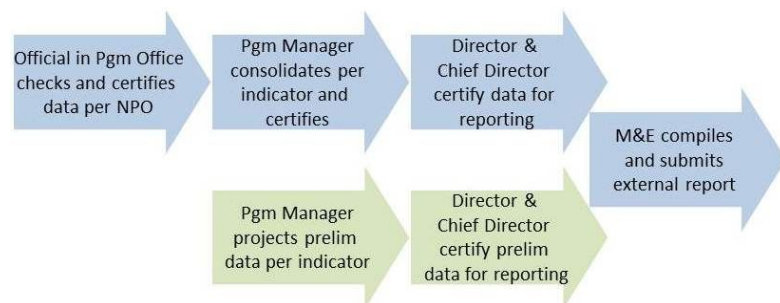 Official in Pgm Office
checks and certifies
data per NPO
Pgm Manager
consolidates per
indicator and
certifies
Director &
Chief Director
certify data for
reporting
M&E compiles
and submits
external report
Pgm Manager
projects prelim
data per indicator
Director &
Chief Director
certify prelim
data for reporting